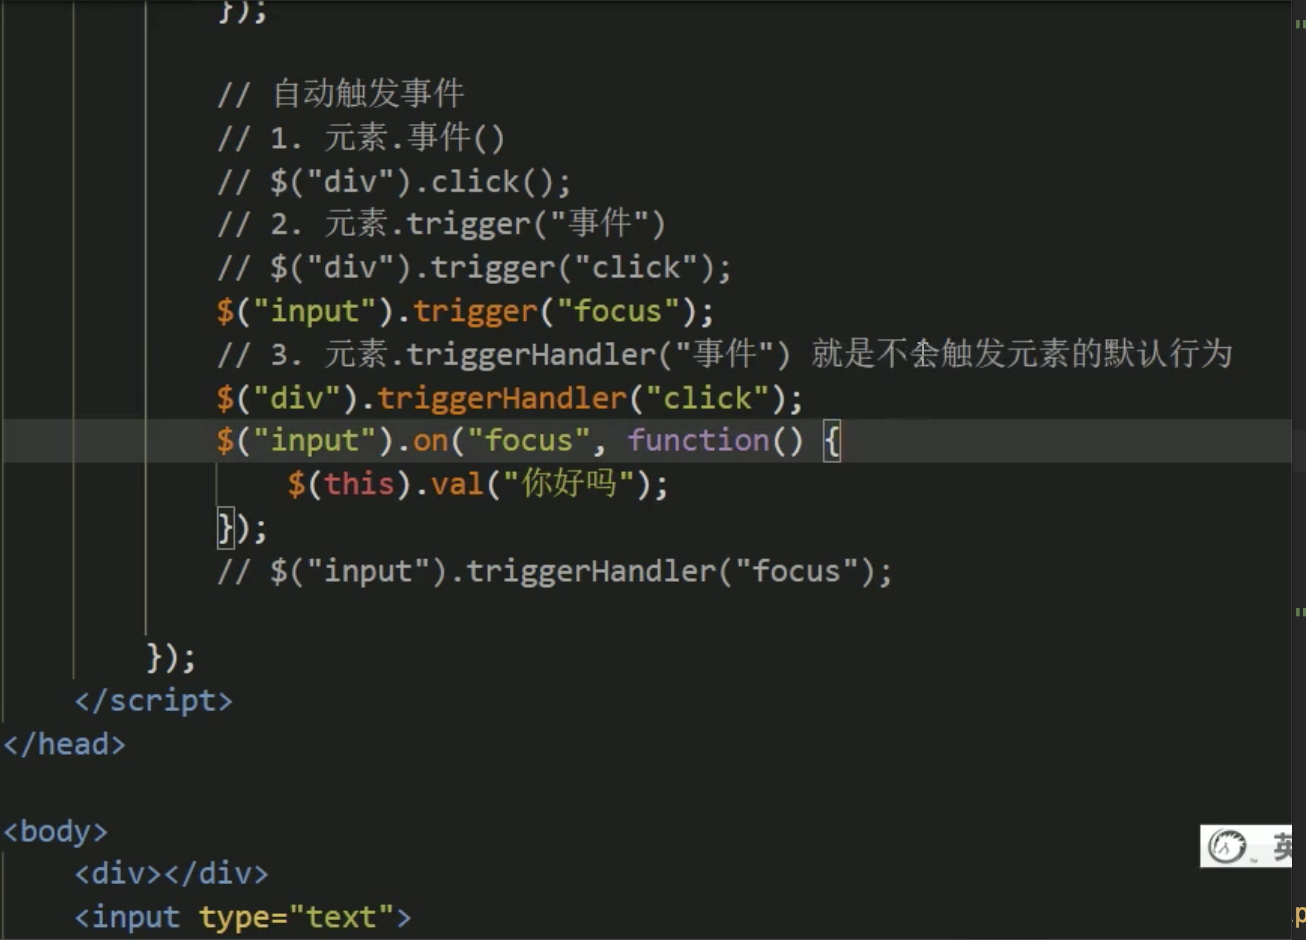 });
// 自动触发事件
// 1. 元素.事件()
// $("div").click();
// 2. 元素.trigger("事件")
// $("div").trigger("click");
$("input").trigger("focus");
// 3. 元素.triggerHandler("事件") 就是不会触发元素的默认行为
$("div").triggerHandler("click");
$("input").on("focus", function() {
$(this).val("你好吗");
});
// $("input").triggerHandler("focus");
});
</script>
</head>
<body>
<div></div>
<input type="text">
英